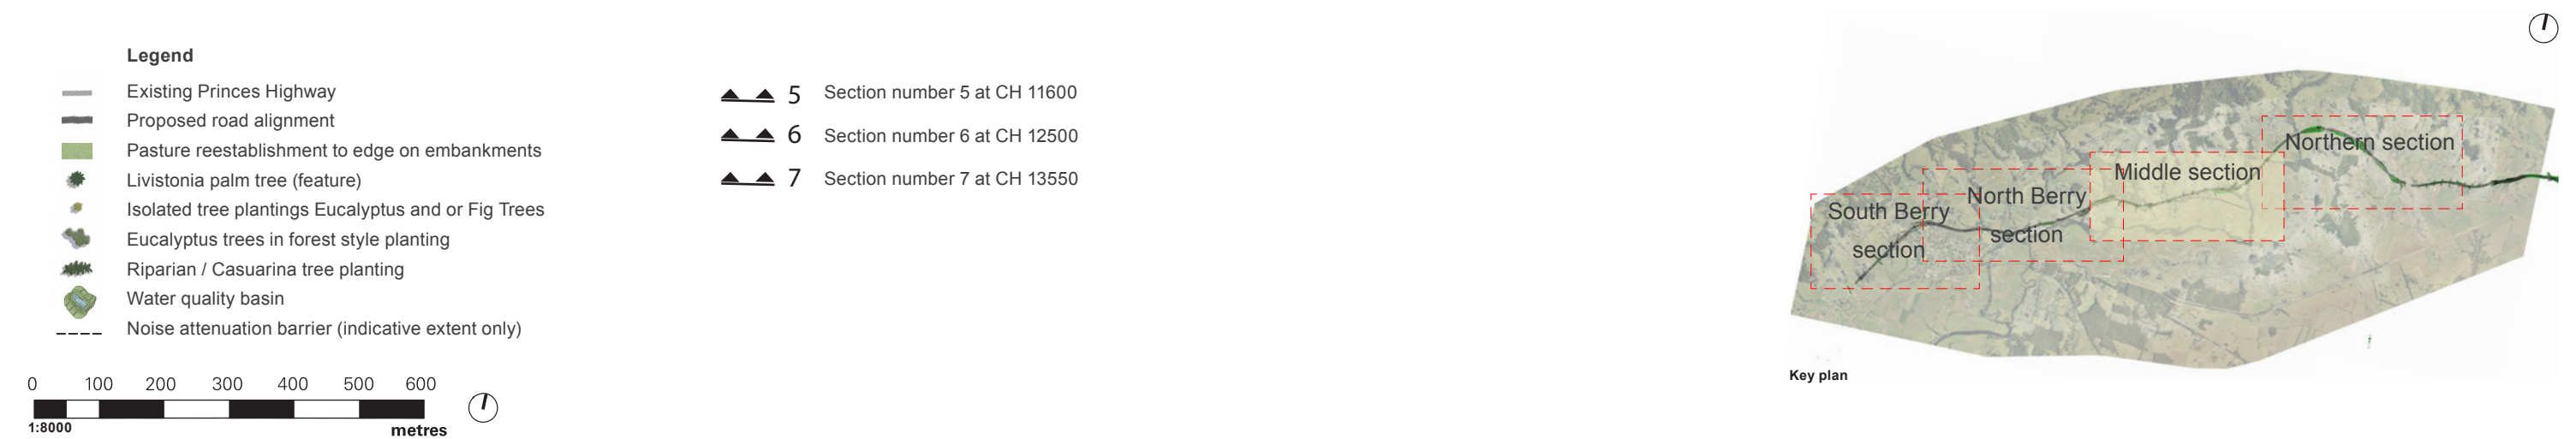 Legend
Existing Princes Highway
Proposed road alignment
Pasture reestablishment to edge on embankments
Livistonia palm tree (feature)
Isolated tree plantings Eucalyptus and or Fig Trees
Eucalyptus trees in forest style planting
Riparian / Casuarina tree planting
Water quality basin
Noise attenuation barrier (indicative extent only)
0 100 200 300 400 500 600
1:8000
metres
5 Section number 5 at CH 11600
6 Section number 6 at CH 12500
7 Section number 7 at CH 13550
South Berry
section
North Berry
section
Middle section
Northern section
Key plan